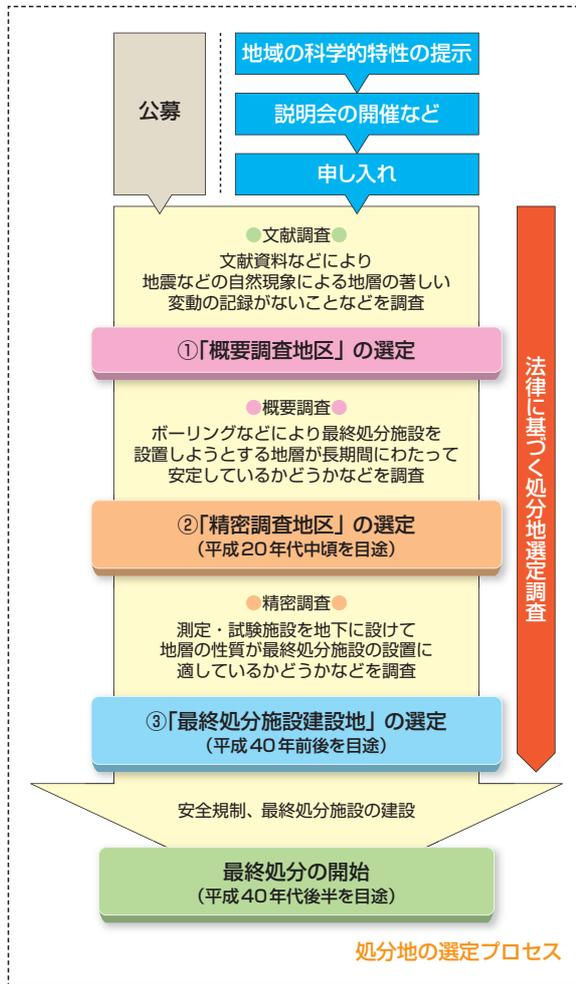 公募
地域の科学的特性の提示
説明会の開催など
申し入れ
●文献調査●
文献資料などにより
地震などの自然現象による地層の著しい
変動の記録がないことなどを調査
①「概要調査地区」の選定
●概要調査●
ボーリングなどにより最終処分施設を
設置しようとする地層が長期間にわたって
安定しているかどうかなどを調査
②「精密調査地区」の選定
(平成20年代中頃を目途)
●精密調査●
測定・試験施設を地下に設けて
地層の性質が最終処分施設の設置に
適しているかどうかなどを調査
③「最終処分施設建設地」の選定
(平成40年前後を目途)
法律に基づく処分地選定調査
安全規制、最終処分施設の建設
最終処分の開始
(平成40年代後半を目途)
処分地の選定プロセス